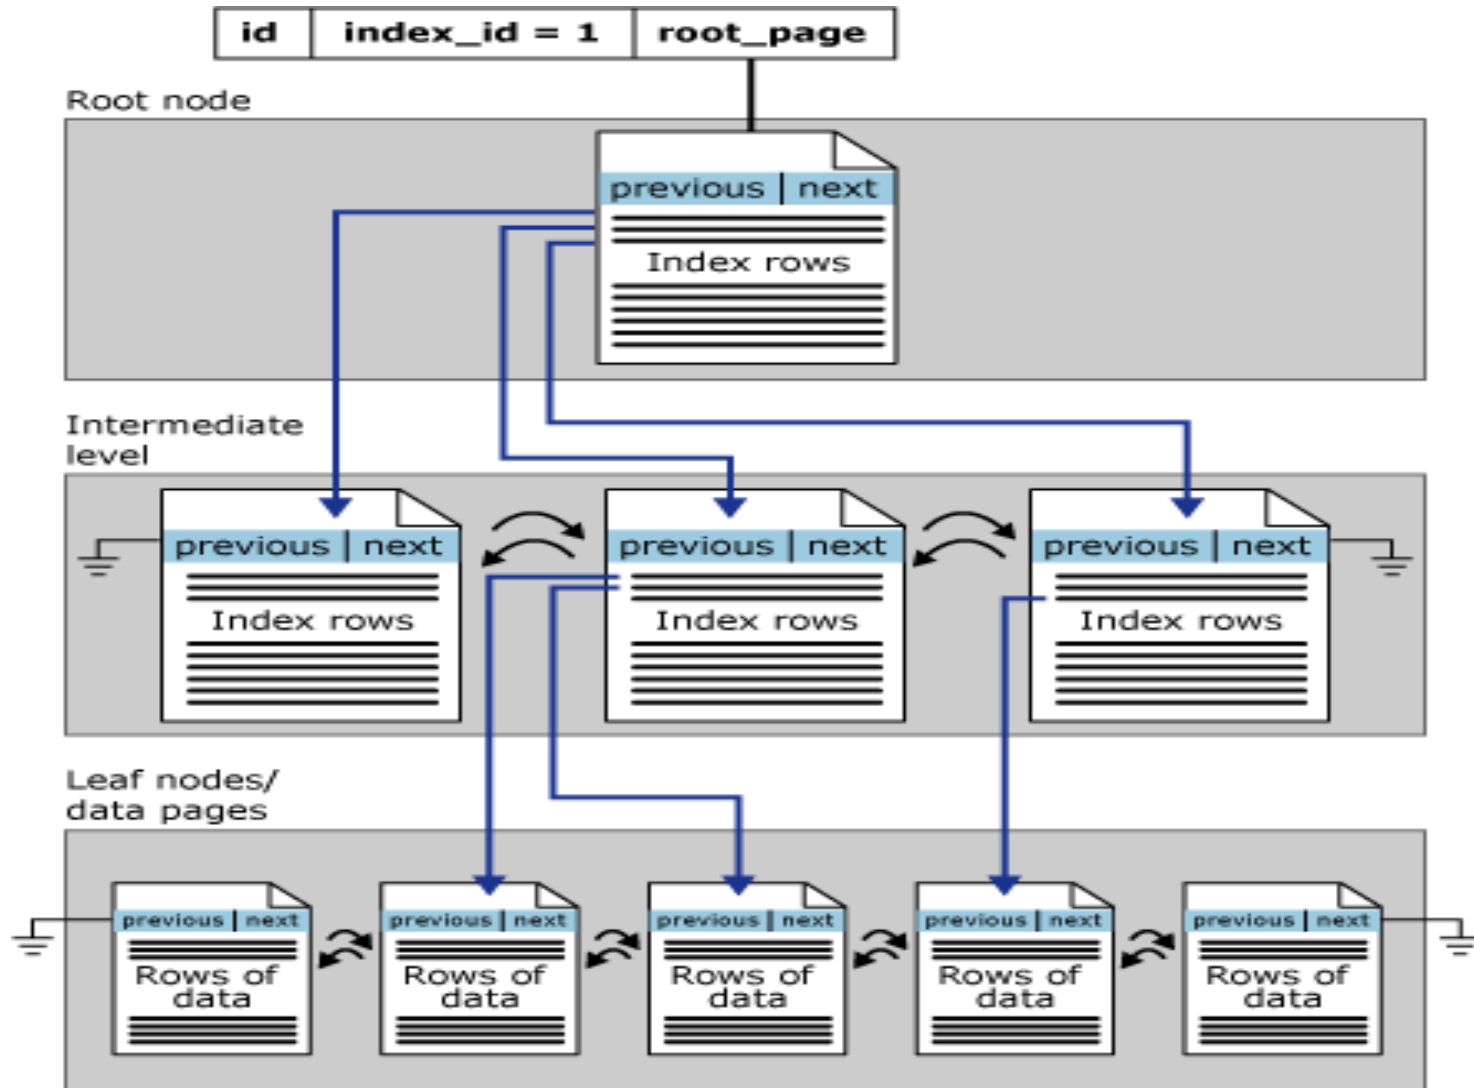 id index_id = 1 root_page
Root node
previous next
Index rows
Intermediate
level
previous next previous next previous next
Index rows Index rows Index rows
Leaf nodes/
data pages
previous next previous next previous next previous next previous next
Rows of Rows of Rows of Rows of Rows of
data data data data data